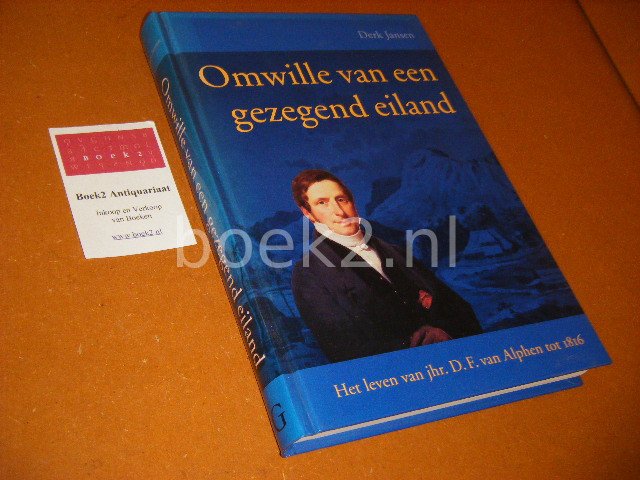 Derk Jansen
Omwille van een
gezegend eiland
Het leven van jhr. D. F. van Alphen tot 1816
Omwille van een gezegend eiland
G
BOEK2
Boek2 Antiquariaat
Inkoop en Verkoop
van Boeken
www.boek2.nl
boek2.nl